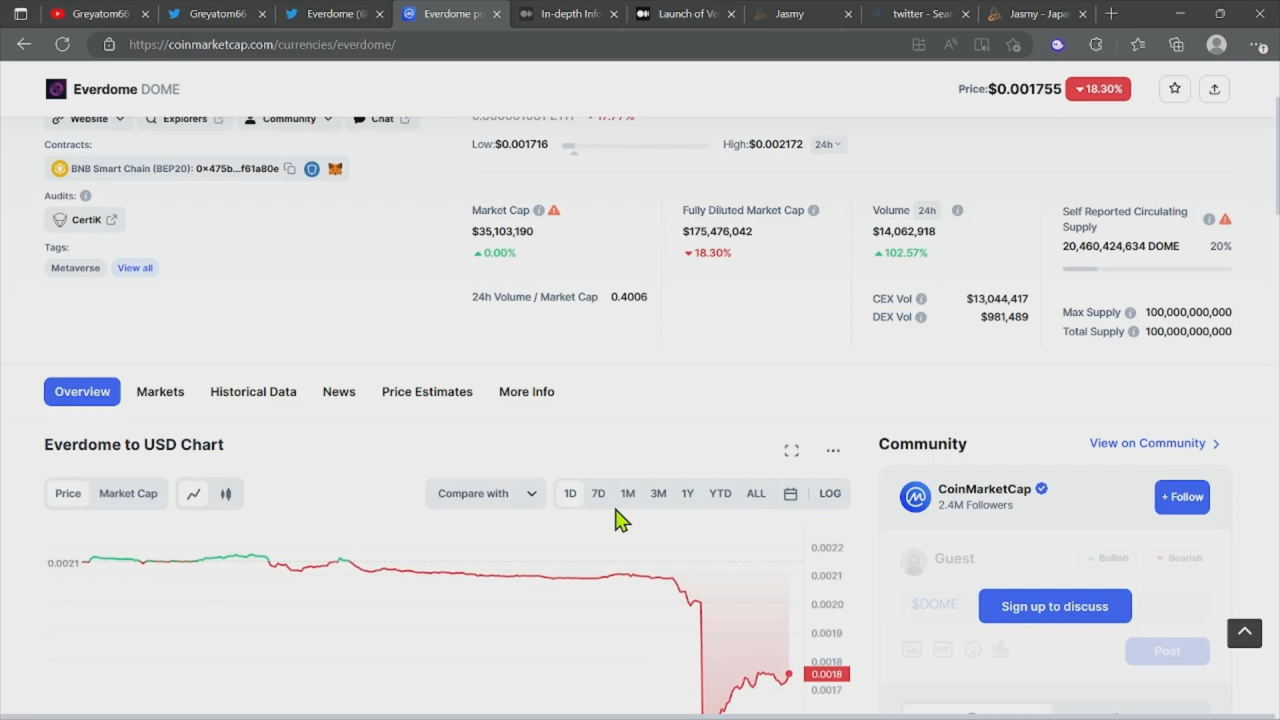 Greyatom66
Greyatom66
Everdome (@
Everdome pr
In-depth Info
Launch of Ve
Jasmy
twitter - Sear
Jasmy - Japa
https://coinmarketcap.com/currencies/everdome/
Everdome DOME
Price:$0.001755 18.30%
Website Explorers Community Chat
17.77%
Low:$0.001716 High:$0.002172 24h
Contracts:
BNB Smart Chain (BEP20): 0x475b...f61a80e
Audits:
CertiK
Tags:
Metaverse View all
Market Cap
$35,103,190
0.00%
24h Volume / Market Cap 0.4006
Fully Diluted Market Cap
$175,476,042
18.30%
Volume 24h
$14,062,918
102.57%
CEX Vol $13,044,417
DEX Vol $981,489
Self Reported Circulating
Supply
20,460,424,634 DOME 20%
Max Supply 100,000,000,000
Total Supply 100,000,000,000
Overview Markets Historical Data News Price Estimates More Info
Everdome to USD Chart
Price Market Cap Compare with 1D 7D 1M 3M 1Y YTD ALL LOG
0.0021
0.0022
0.0021
0.0020
0.0019
0.0018
0.0018
0.0017
Community View on Community
CoinMarketCap
2.4M Followers
+ Follow
Guest Bullish Bearish
$DOME
Sign up to discuss
GIF
Post